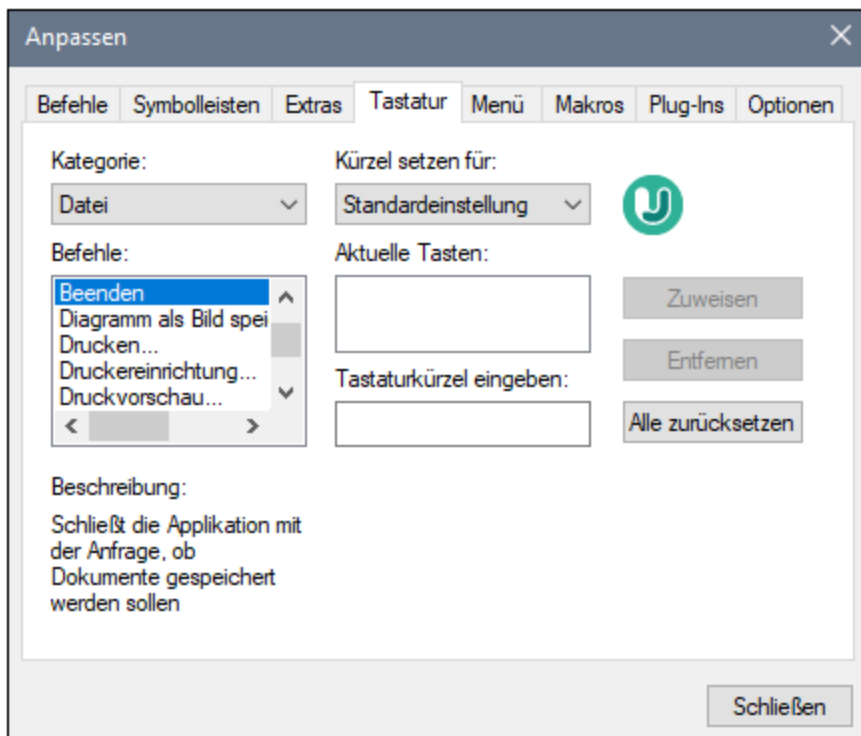 Anpassen
Befehle Symbolleisten Extras Tastatur Menü Makros Plug-Ins Optionen
Kategorie:
Datei
Kürzel setzen für:
Standardeinstellung
Befehle:
Beenden
Diagramm als Bild spei
Drucken...
Druckereinrichtung...
Druckvorschau...
Aktuelle Tasten:
Tastaturkürzel eingeben:
Zuweisen
Entfernen
Alle zurücksetzen
Beschreibung:
Schließt die Applikation mit
der Anfrage, ob
Dokumente gespeichert
werden sollen
Schließen